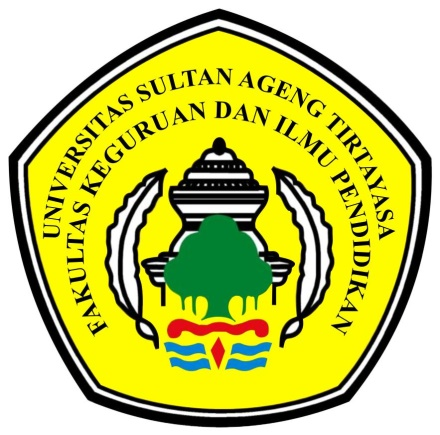 UNIVERSITAS SULTAN AGENG TIRTAYASA
FAKULTAS KEGURUAN DAN ILMU PENDIDIKAN